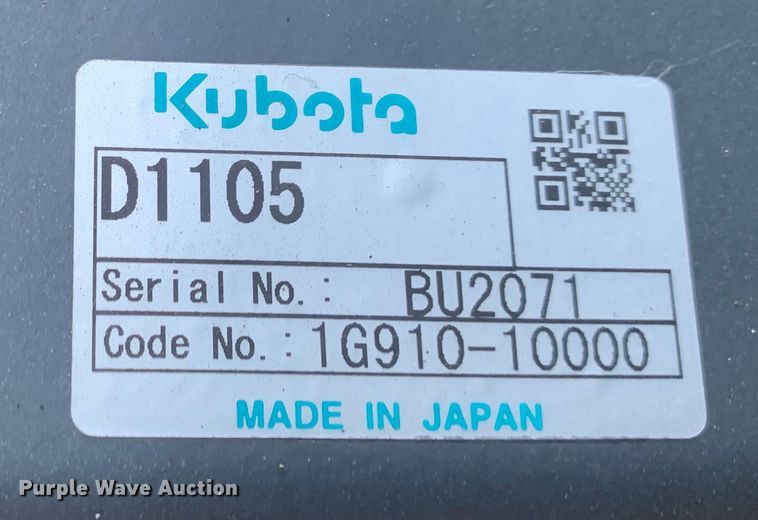 Kubota
D1105
Serial No.: BU2071
Code No.: 1G910-10000
MADE IN JAPAN
Purple Wave Auction